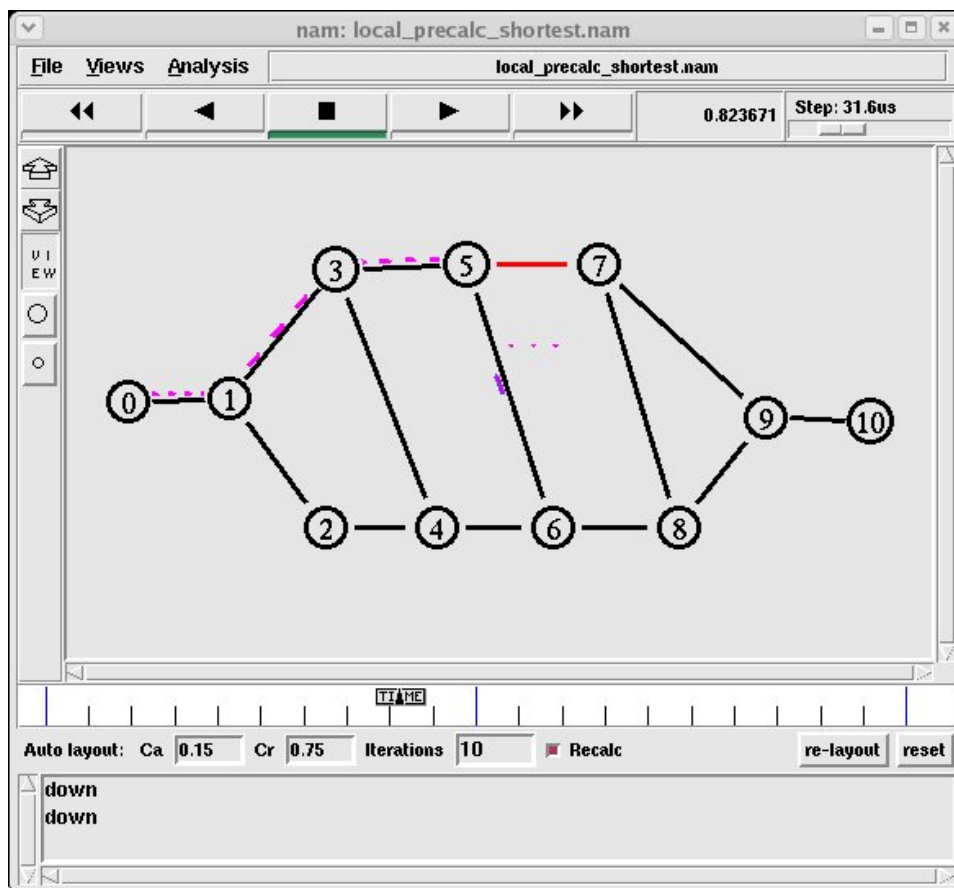 nam: local_precalc_shortest.nam
File Views Analysis local_precalc_shortest.nam
0.823671 Step: 31.6us
V I
E W
3 5 7
0 1 9 10
2 4 6 8
TIME
Auto layout: Ca 0.15 Cr 0.75 Iterations 10 Recalc re-layout reset
down
down